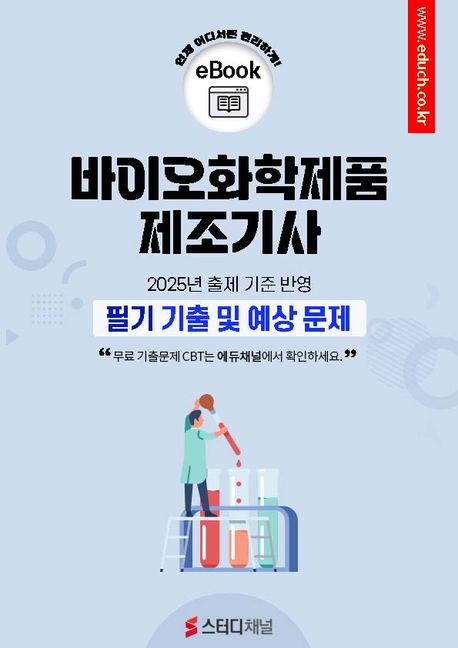 언제 어디서든 편리하게!
eBook
www.educh.co.kr
바이오화학제품
제조기사
2025년 출제 기준 반영
필기 기출 및 예상 문제
“ 무료 기출문제 CBT는 에듀채널에서 확인하세요. ”
스터디채널